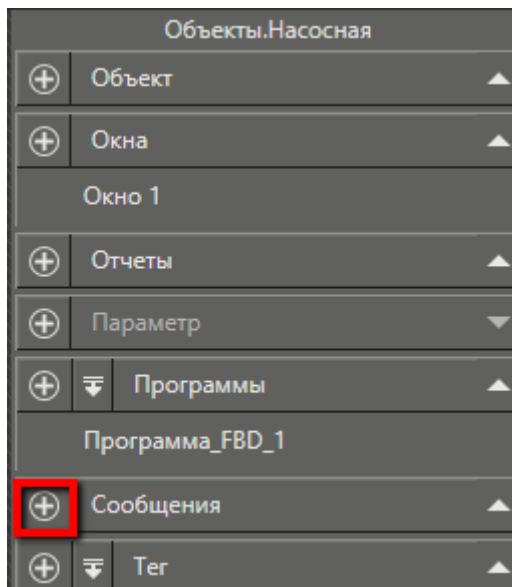 Объекты.Насосная
Объект
Окна
Окно 1
Отчеты
Параметр
Программы
Программа_FBD_1
Сообщения
Тег